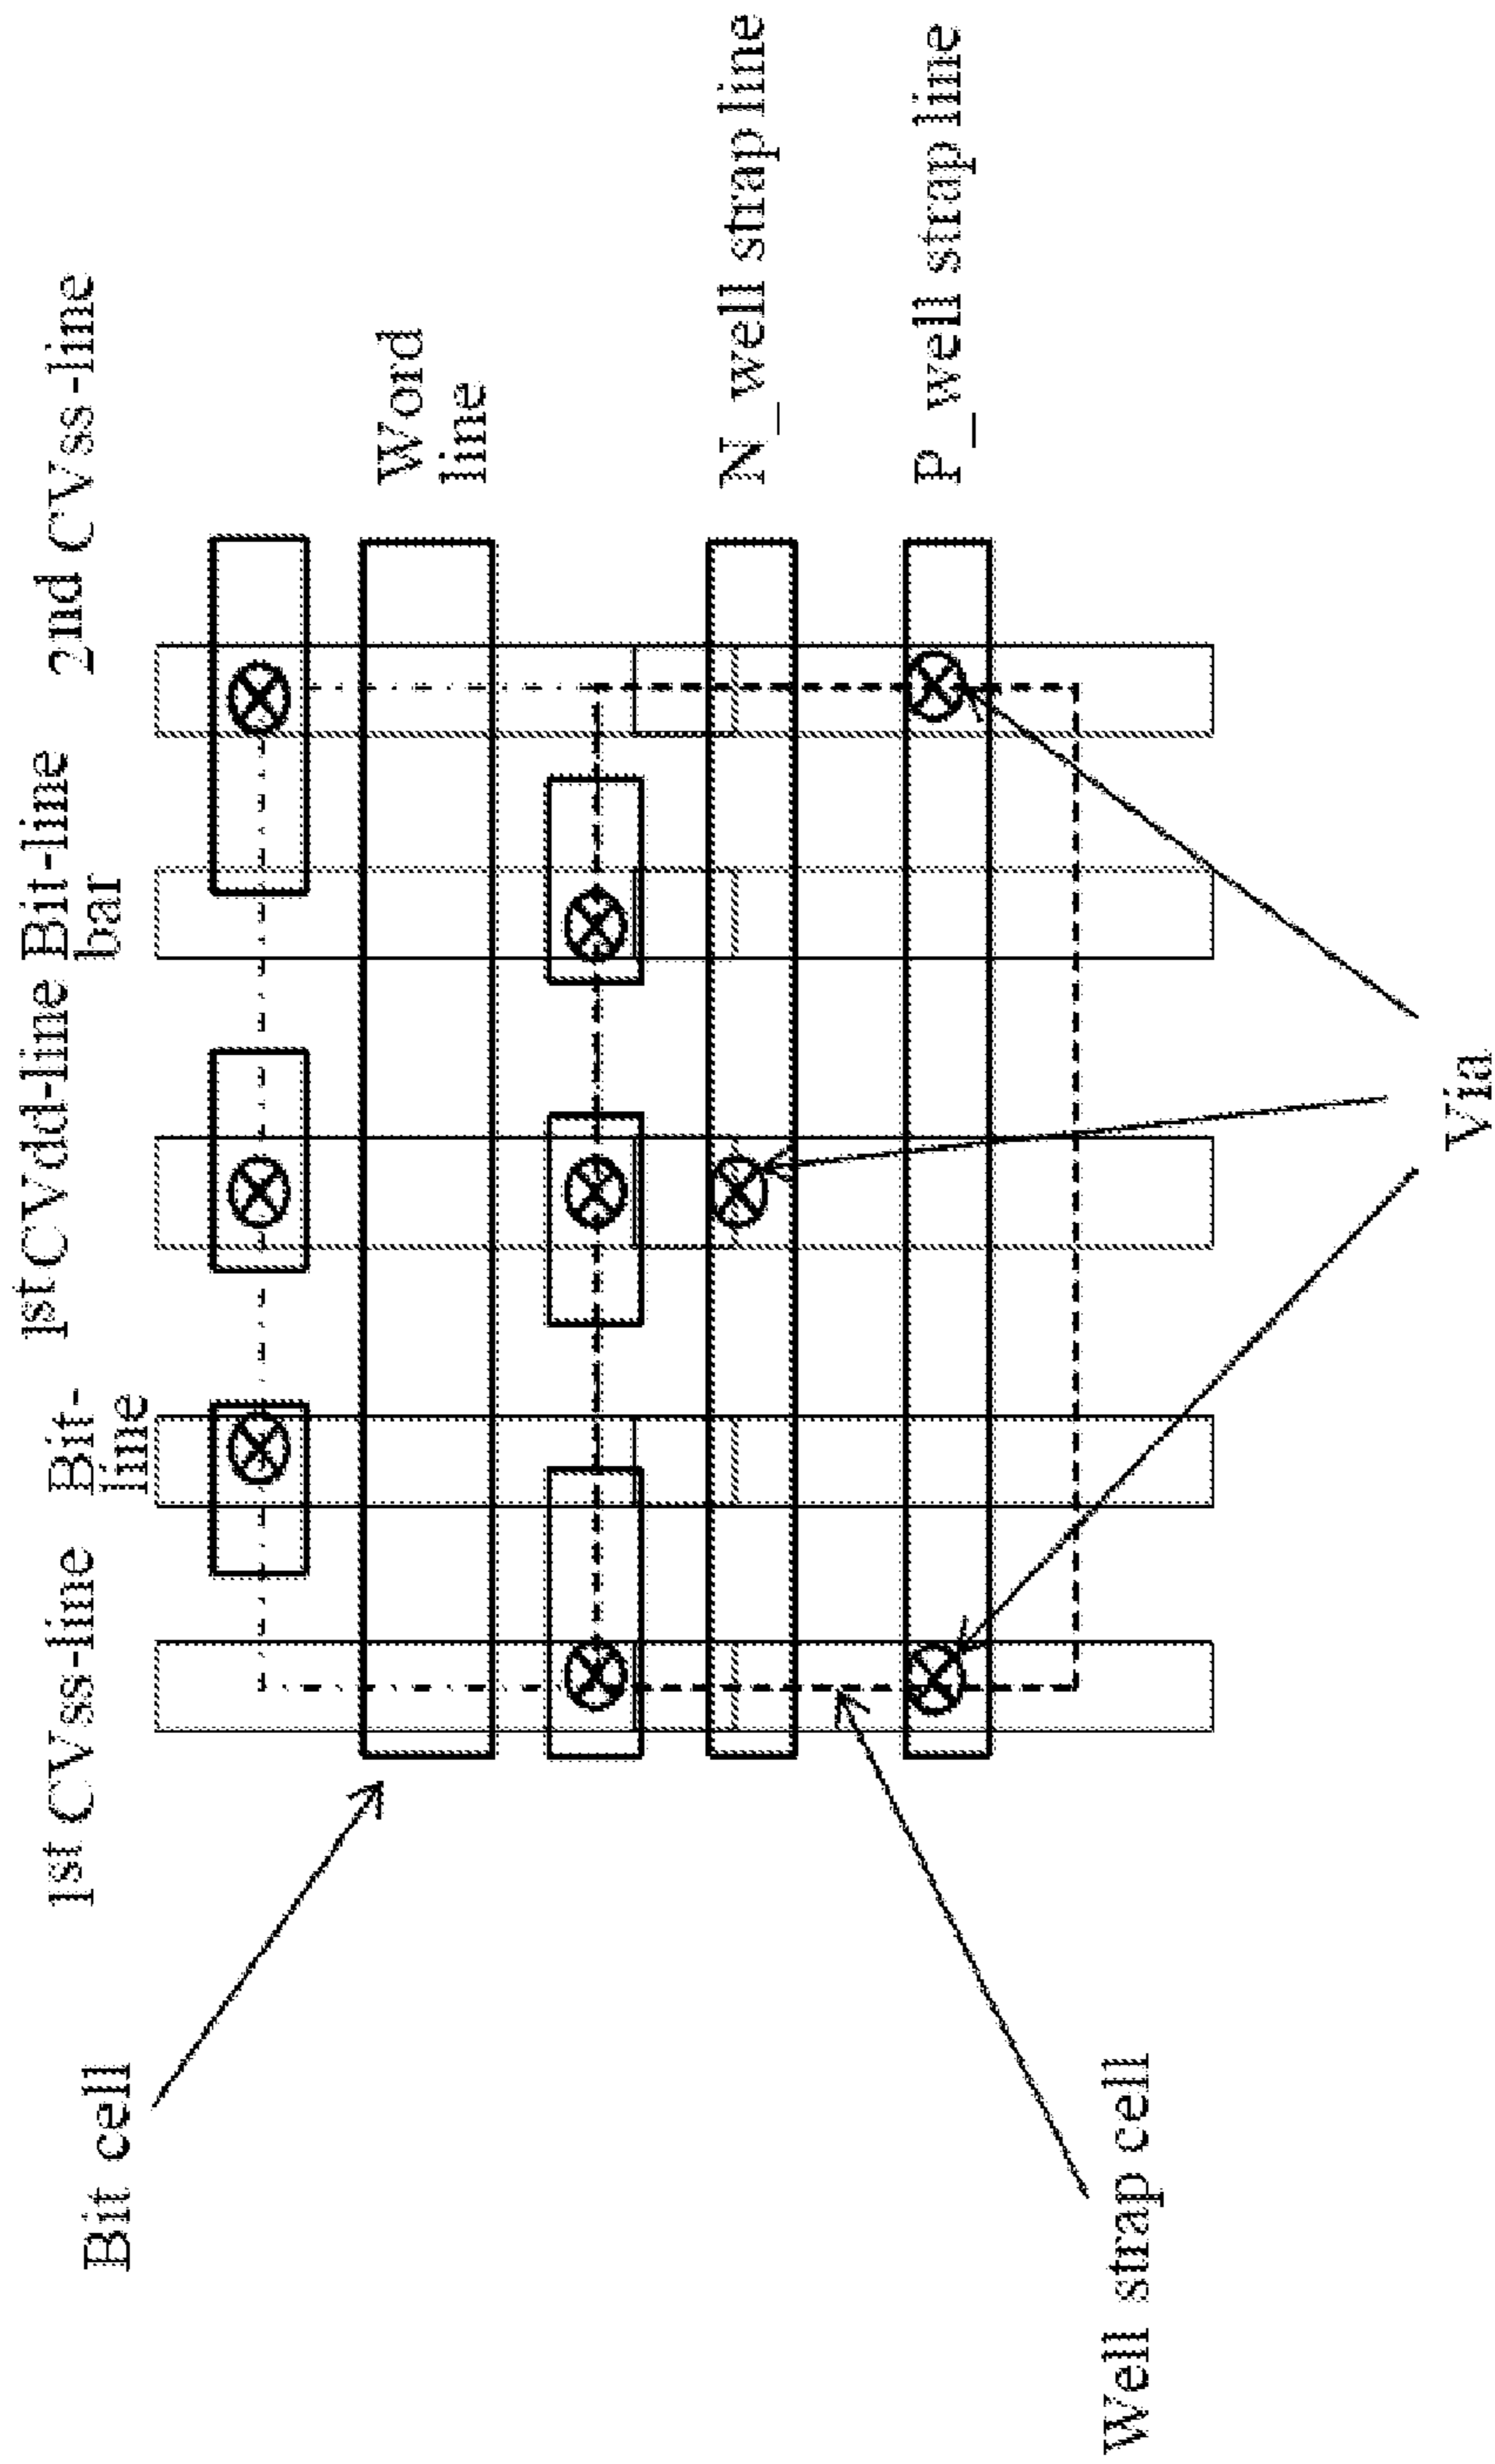 Bit cell
1st CVss-line
Bit-
line
1st CVdd-line
Bit-line
bar
2nd CVss-line
Word
line
N_well strap line
P_well strap line
Well strap cell
Via